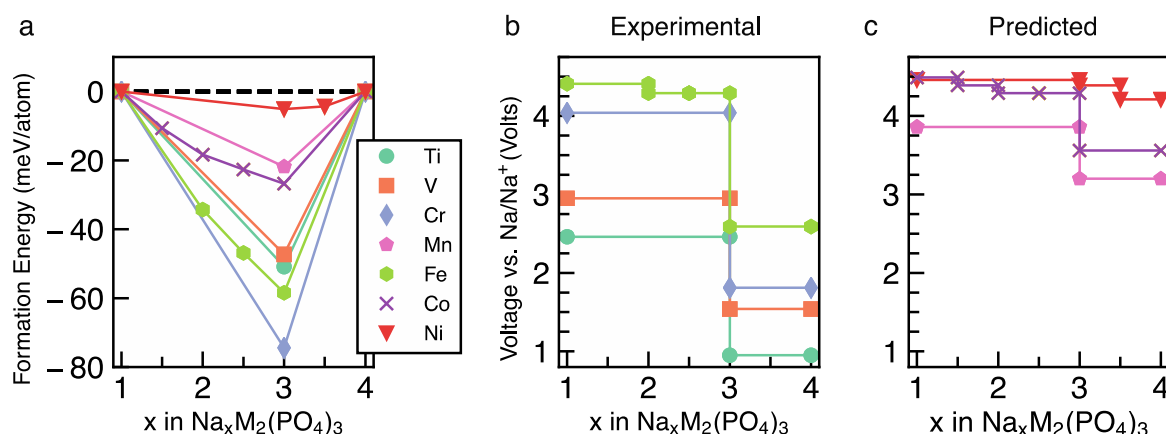 a
Formation Energy (meV/atom)
0
−20
−40
−60
−80
1 2 3 4
x in NaₓM₂(PO₄)₃
Ti
V
Cr
Mn
Fe
Co
Ni
b
Experimental
Voltage vs. Na/Na⁺ (Volts)
4
3
2
1
1 2 3 4
x in NaₓM₂(PO₄)₃
c
Predicted
4
3
2
1
1 2 3 4
x in NaₓM₂(PO₄)₃